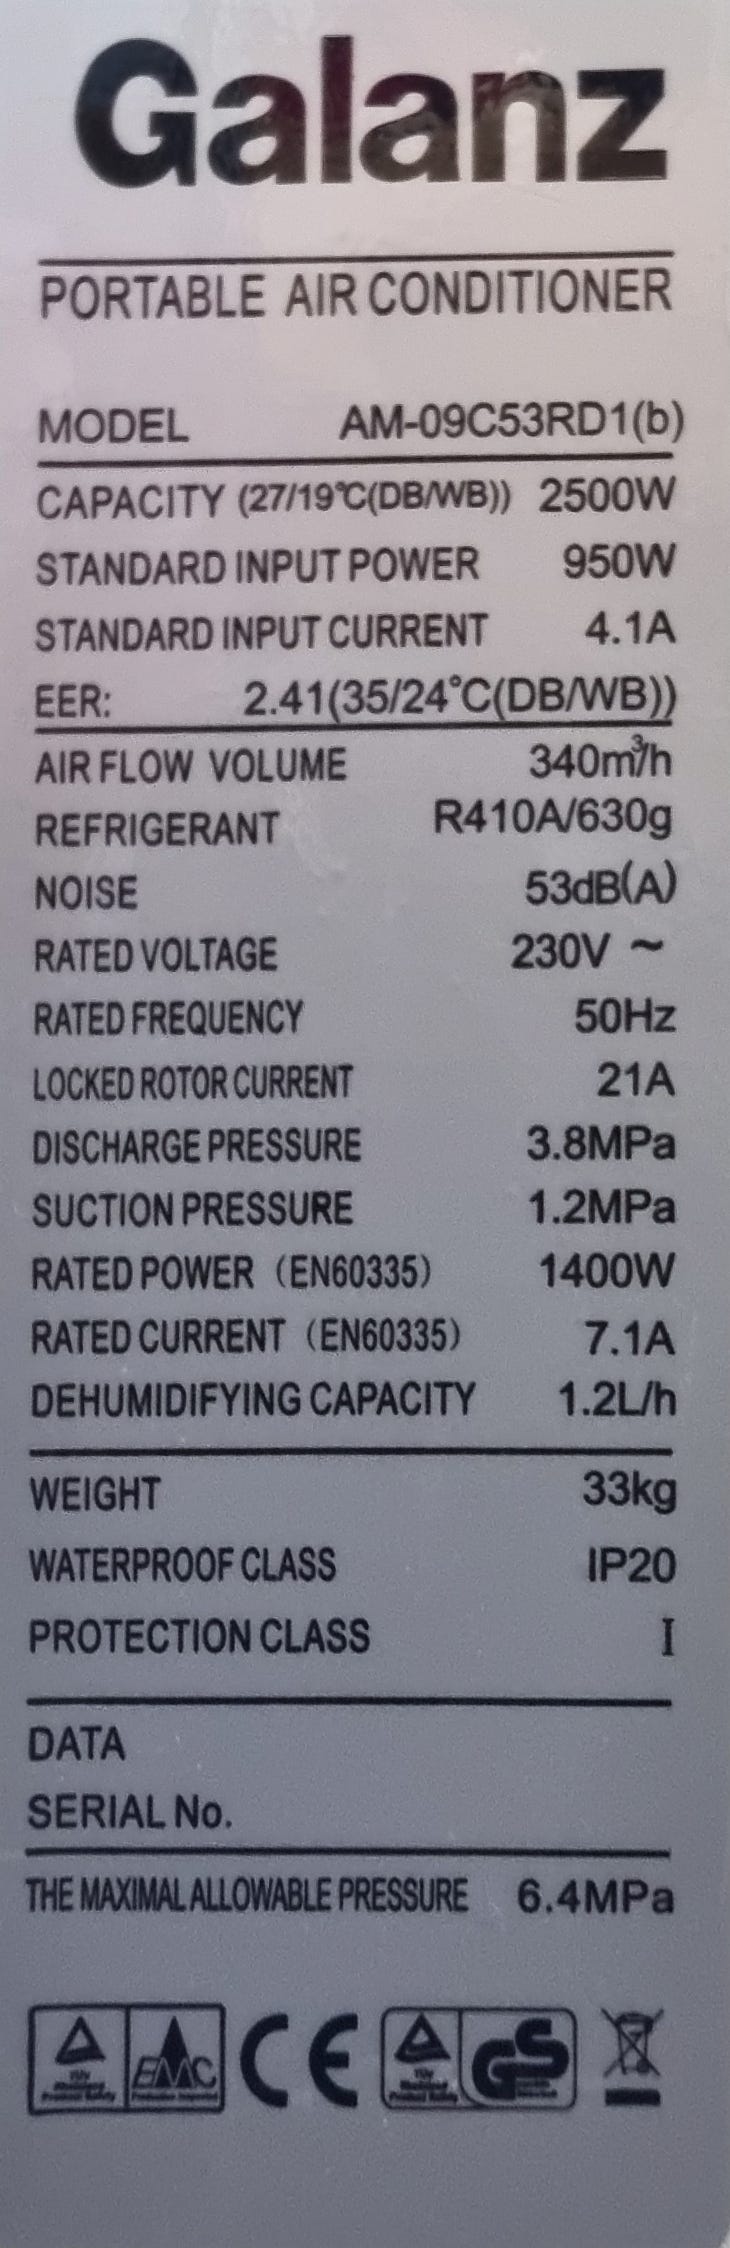 Galanz
PORTABLE AIR CONDITIONER
MODEL AM-09C53RD1(b)
CAPACITY (27/19℃(DB/WB)) 2500W
STANDARD INPUT POWER 950W
STANDARD INPUT CURRENT 4.1A
EER: 2.41(35/24°C(DB/WB))
AIR FLOW VOLUME 340m³/h
REFRIGERANT R410A/630g
NOISE 53dB(A)
RATED VOLTAGE 230V ~
RATED FREQUENCY 50Hz
LOCKED ROTOR CURRENT 21A
DISCHARGE PRESSURE 3.8MPa
SUCTION PRESSURE 1.2MPa
RATED POWER (EN60335) 1400W
RATED CURRENT (EN60335) 7.1A
DEHUMIDIFYING CAPACITY 1.2L/h
WEIGHT 33kg
WATERPROOF CLASS IP20
PROTECTION CLASS I
DATA
SERIAL No.
THE MAXIMAL ALLOWABLE PRESSURE 6.4MPa
EMC CE GS